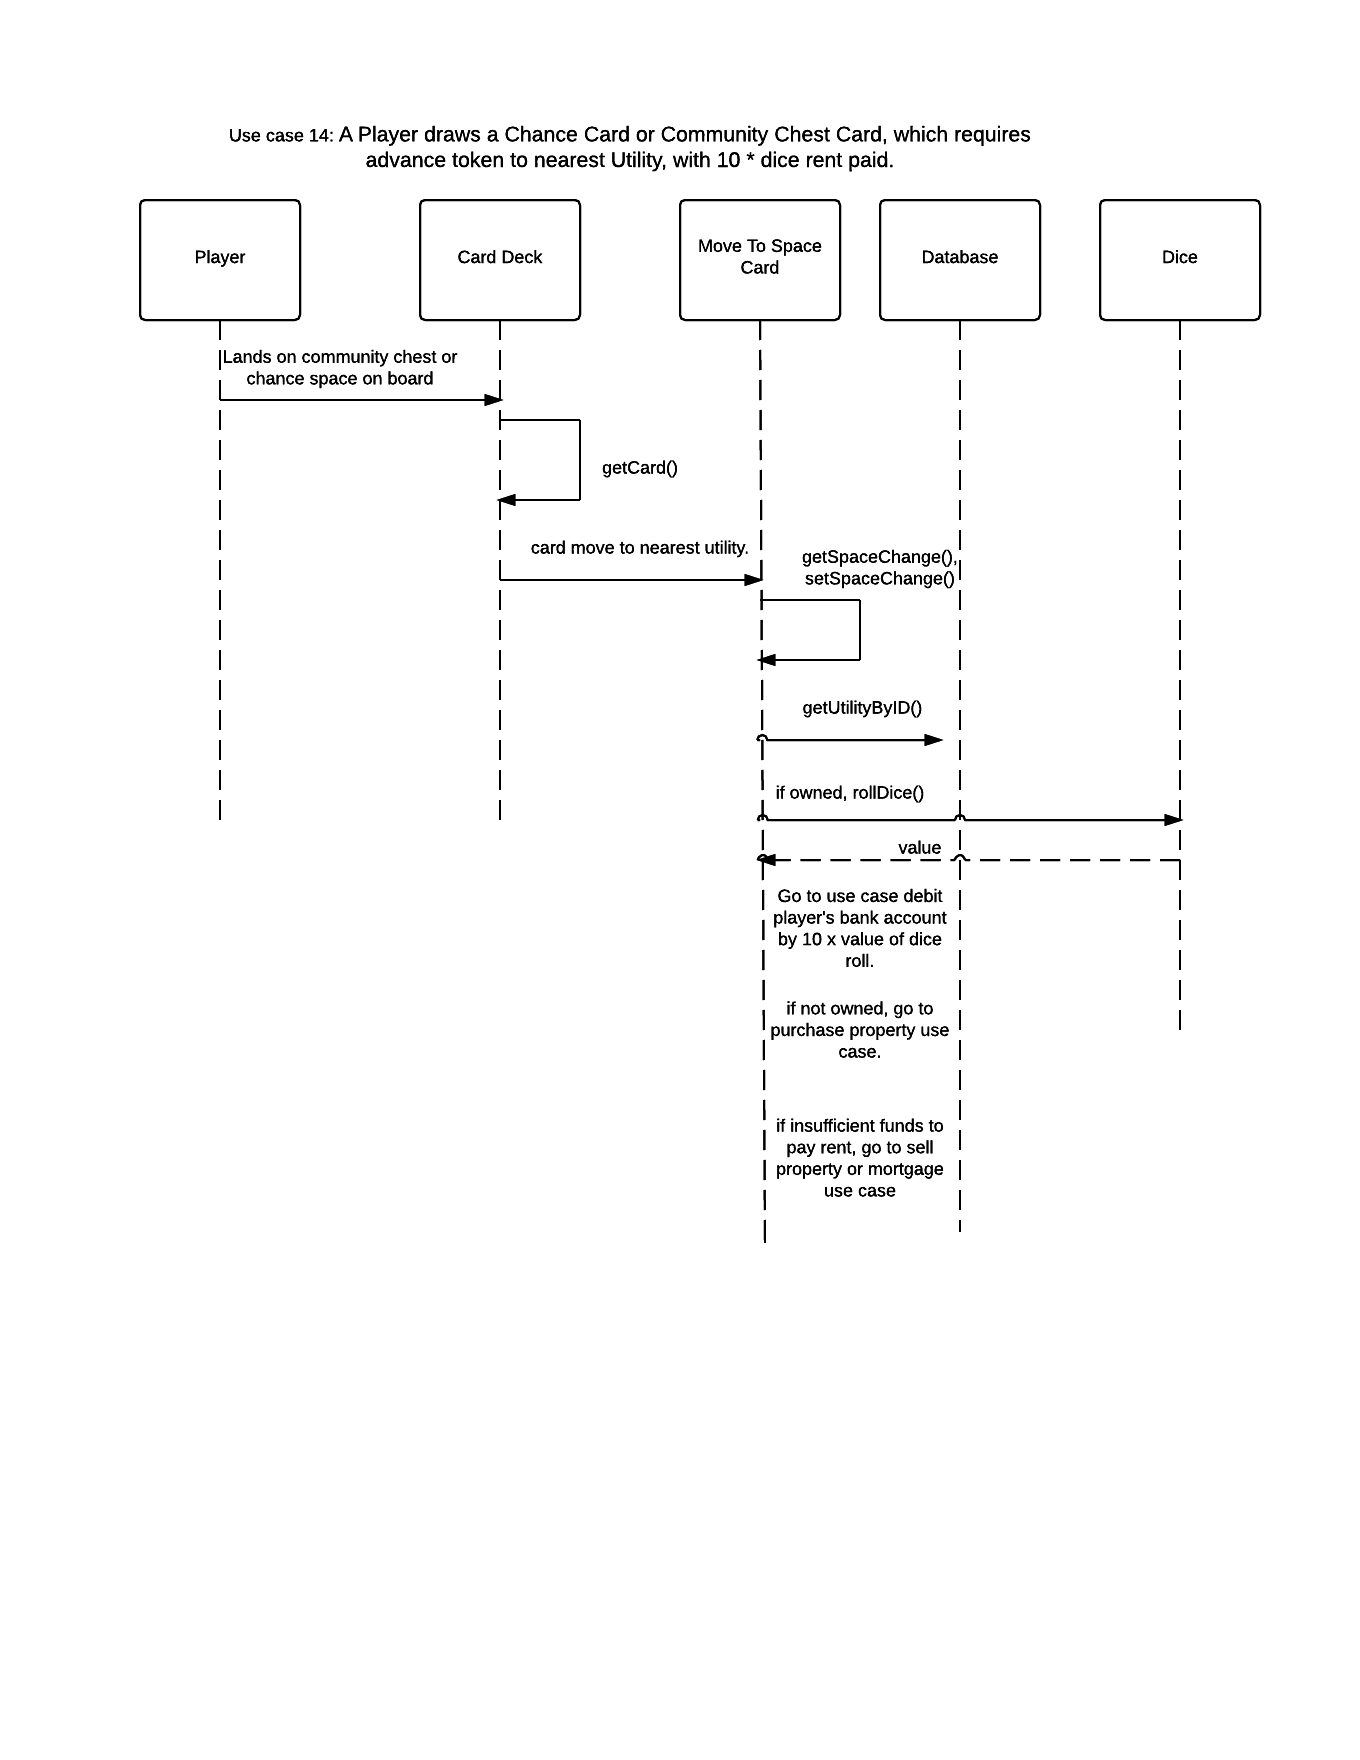 Use case 14: A Player draws a Chance Card or Community Chest Card, which requires
advance token to nearest Utility, with 10 * dice rent paid.
Player
Card Deck
Move To Space
Card
Database
Dice
Lands on community chest or
chance space on board
getCard()
card move to nearest utility.
getSpaceChange(),
setSpaceChange()
getUtilityByID()
if owned, rollDice()
value
Go to use case debit
player's bank account
by 10 x value of dice
roll.
if not owned, go to
purchase property use
case.
if insufficient funds to
pay rent, go to sell
property or mortgage
use case